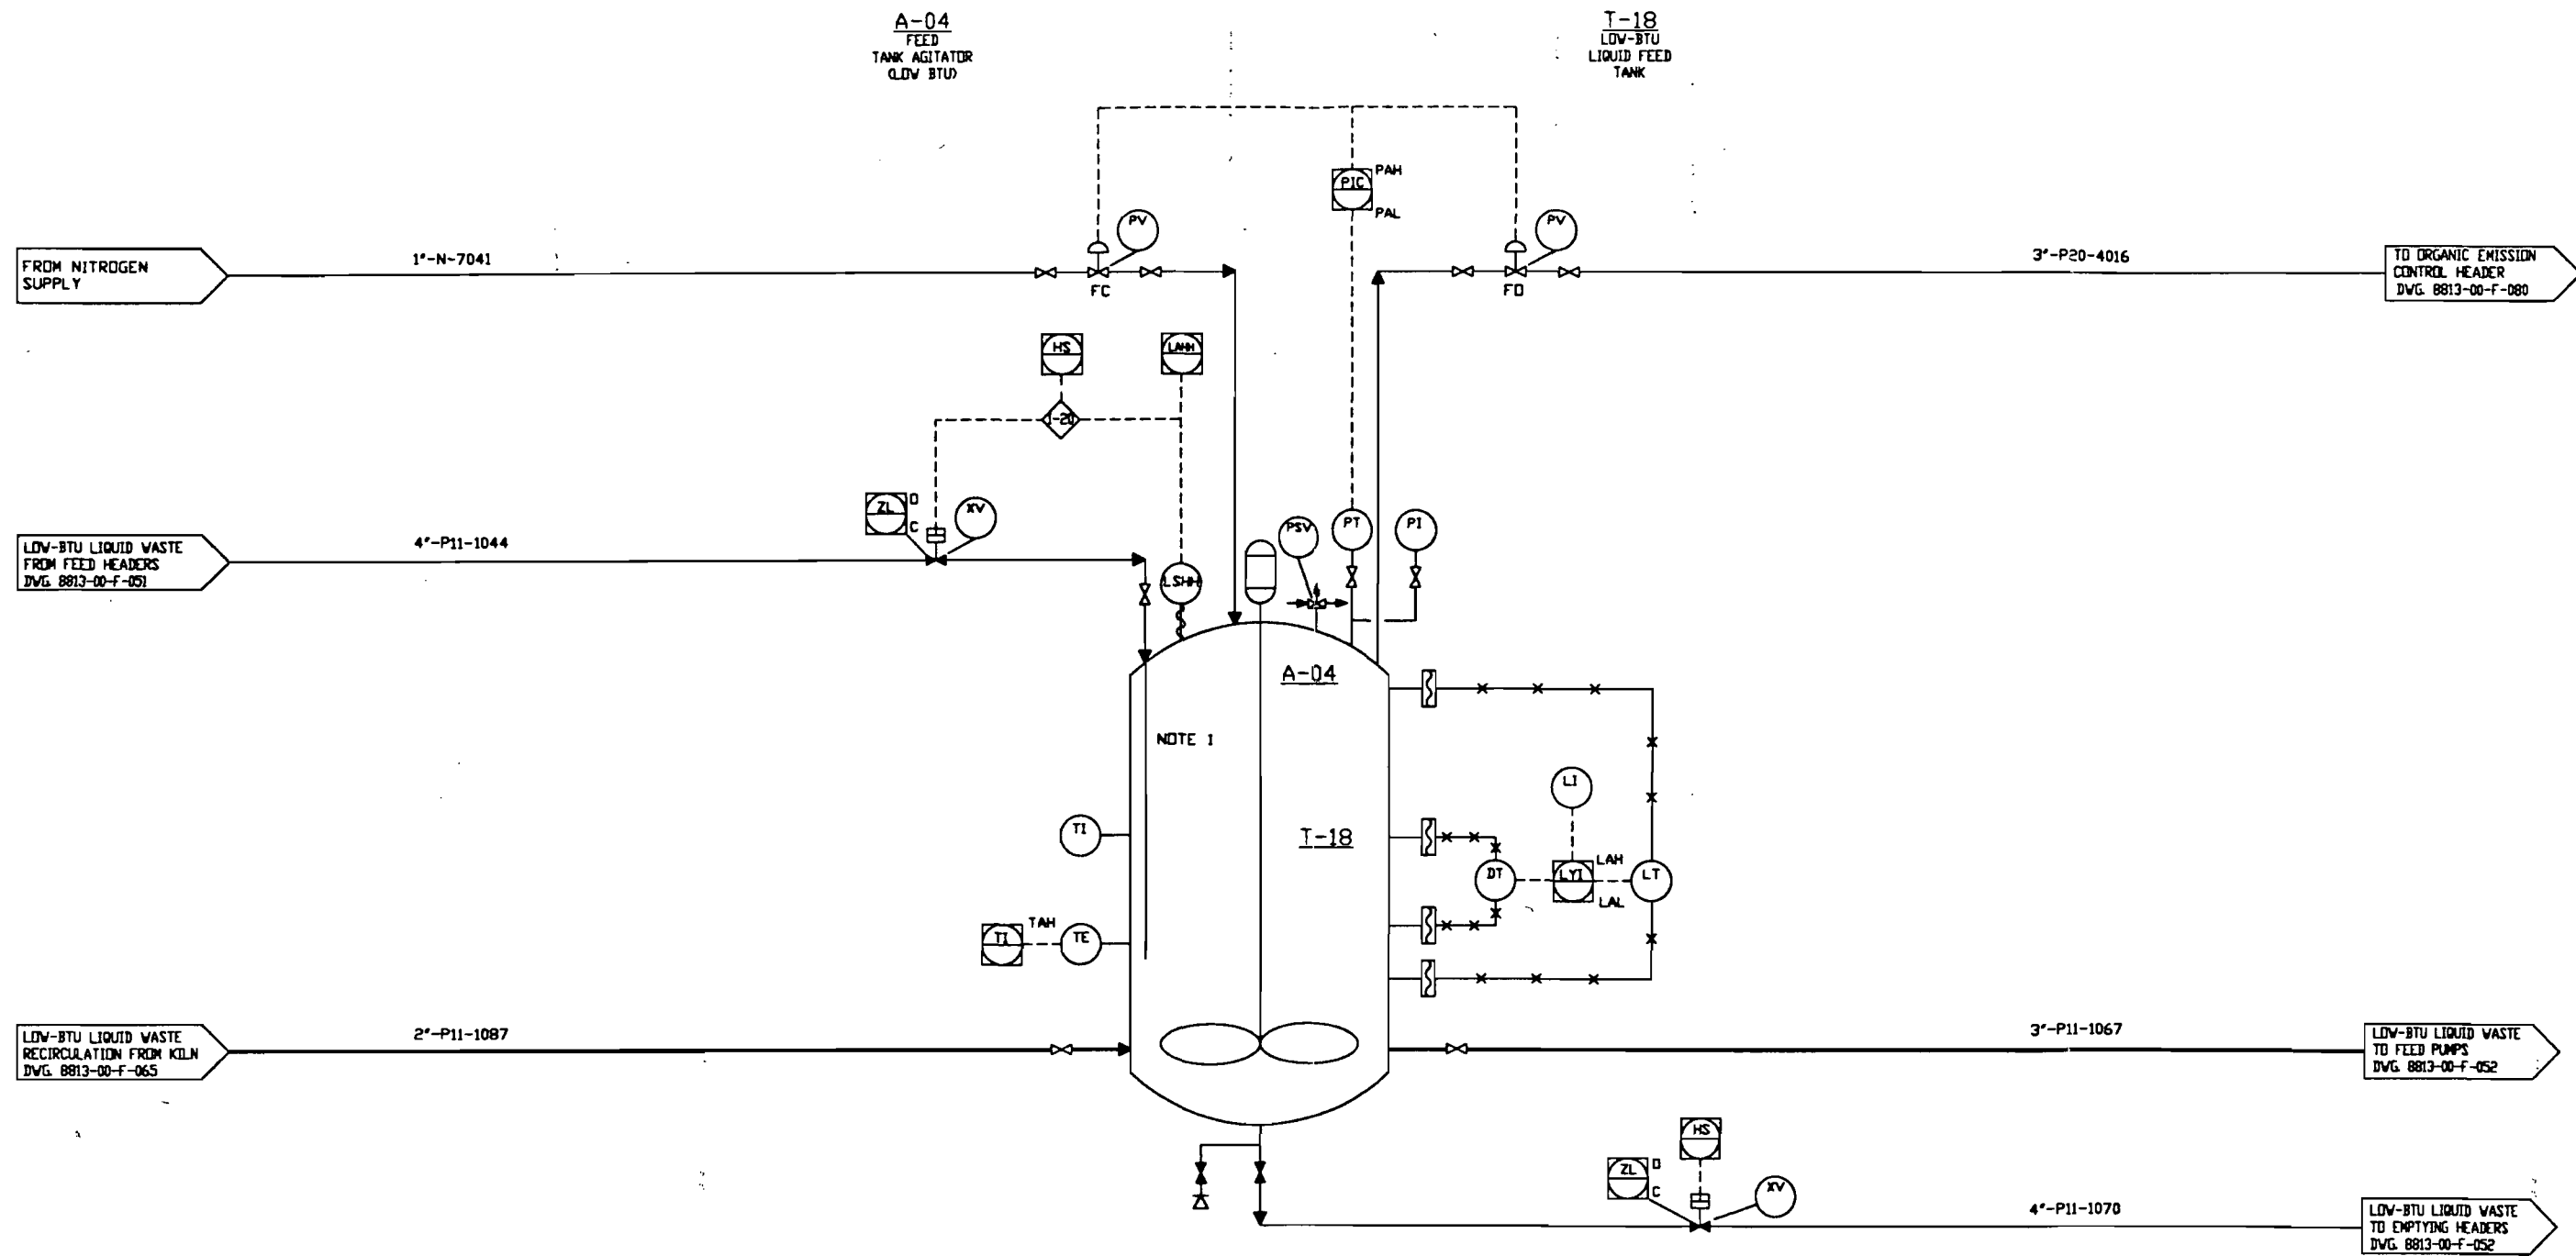 A-04
FEED
TANK AGITATOR
(LOW BTU)
T-18
LOW-BTU
LIQUID FEED
TANK
PIC
PAH
PAL
PV
PV
FROM NITROGEN
SUPPLY
1"-N-7041
FC
FO
3"-P20-4016
TO ORGANIC EMISSION
CONTROL HEADER
DWG. 8813-00-F-080
HS
LAHH
I-20
ZL
O
C
XV
PSV
PT
PI
LOW-BTU LIQUID WASTE
FROM FEED HEADERS
DWG. 8813-00-F-051
4"-P11-1044
LSHH
A-04
NOTE 1
LI
TI
T-18
DT
LYI
LAH
LAL
LT
TI
TAH
TE
LOW-BTU LIQUID WASTE
RECIRCULATION FROM KILN
DWG. 8813-00-F-065
2"-P11-1087
3"-P11-1067
LOW-BTU LIQUID WASTE
TO FEED PUMPS
DWG. 8813-00-F-052
HS
ZL
O
C
XV
4"-P11-1070
LOW-BTU LIQUID WASTE
TO EMPTYING HEADERS
DWG. 8813-00-F-052